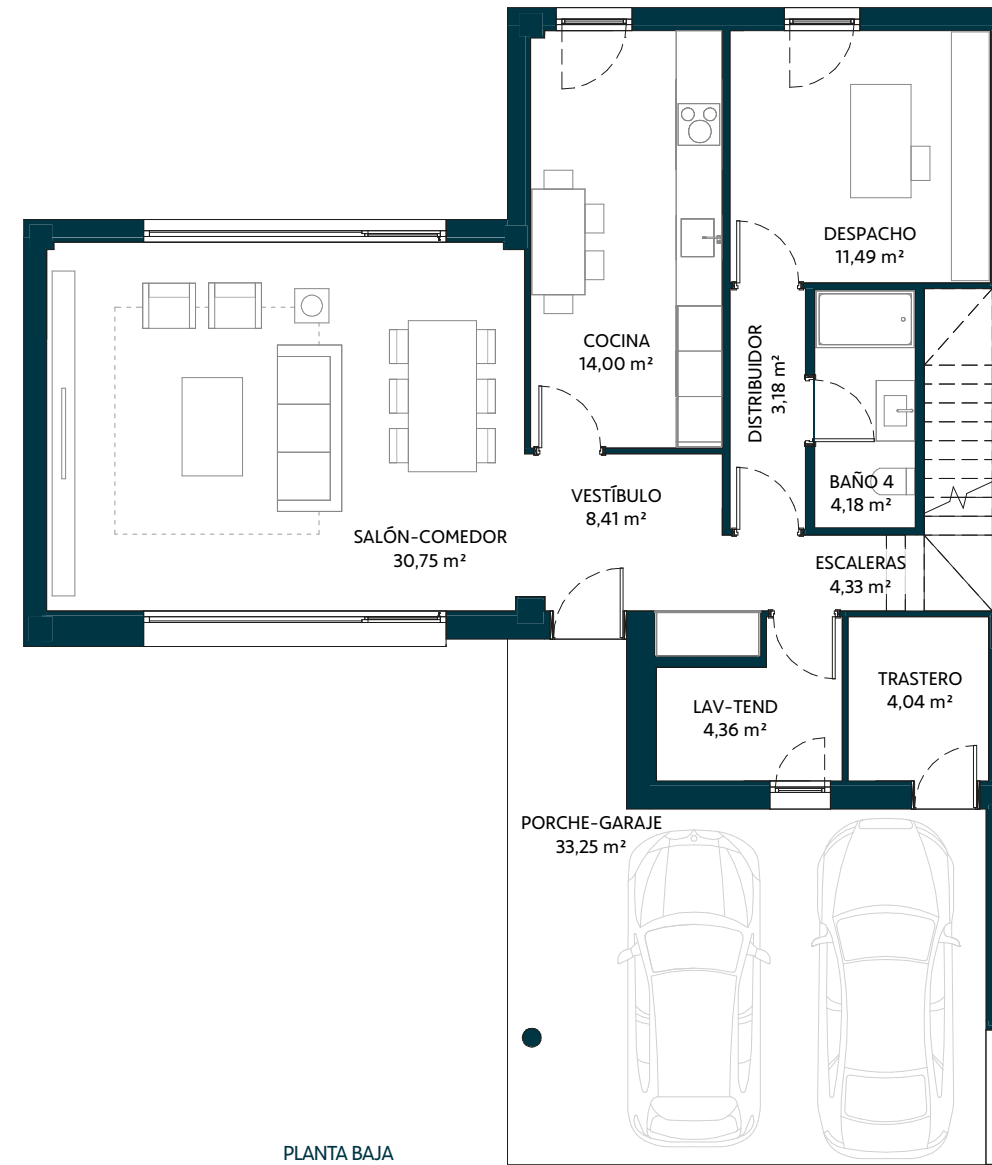 DESPACHO
11,49 m²
COCINA
14,00 m²
DISTRIBUIDOR
3,18 m²
BAÑO 4
4,18 m²
VESTÍBULO
8,41 m²
SALÓN-COMEDOR
30,75 m²
ESCALERAS
4,33 m²
TRASTERO
4,04 m²
LAV-TEND
4,36 m²
PORCHE-GARAJE
33,25 m²
PLANTA BAJA